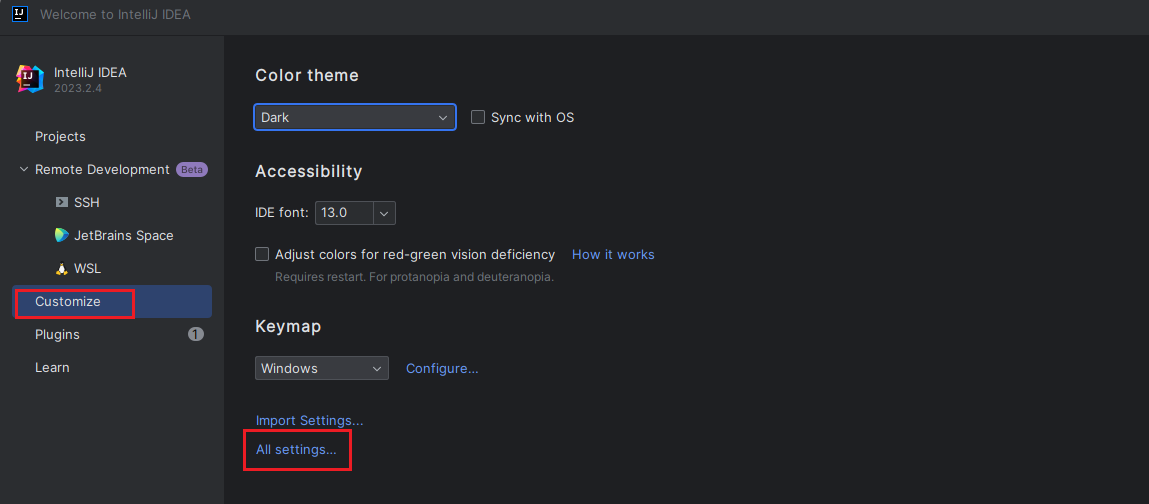 Welcome to IntelliJ IDEA
IntelliJ IDEA
2023.2.4
Projects
Remote Development Beta
SSH
JetBrains Space
WSL
Customize
Plugins 1
Learn
Color theme
Dark Sync with OS
Accessibility
IDE font: 13.0
Adjust colors for red-green vision deficiency How it works
Requires restart. For protanopia and deuteranopia.
Keymap
Windows Configure...
Import Settings...
All settings...